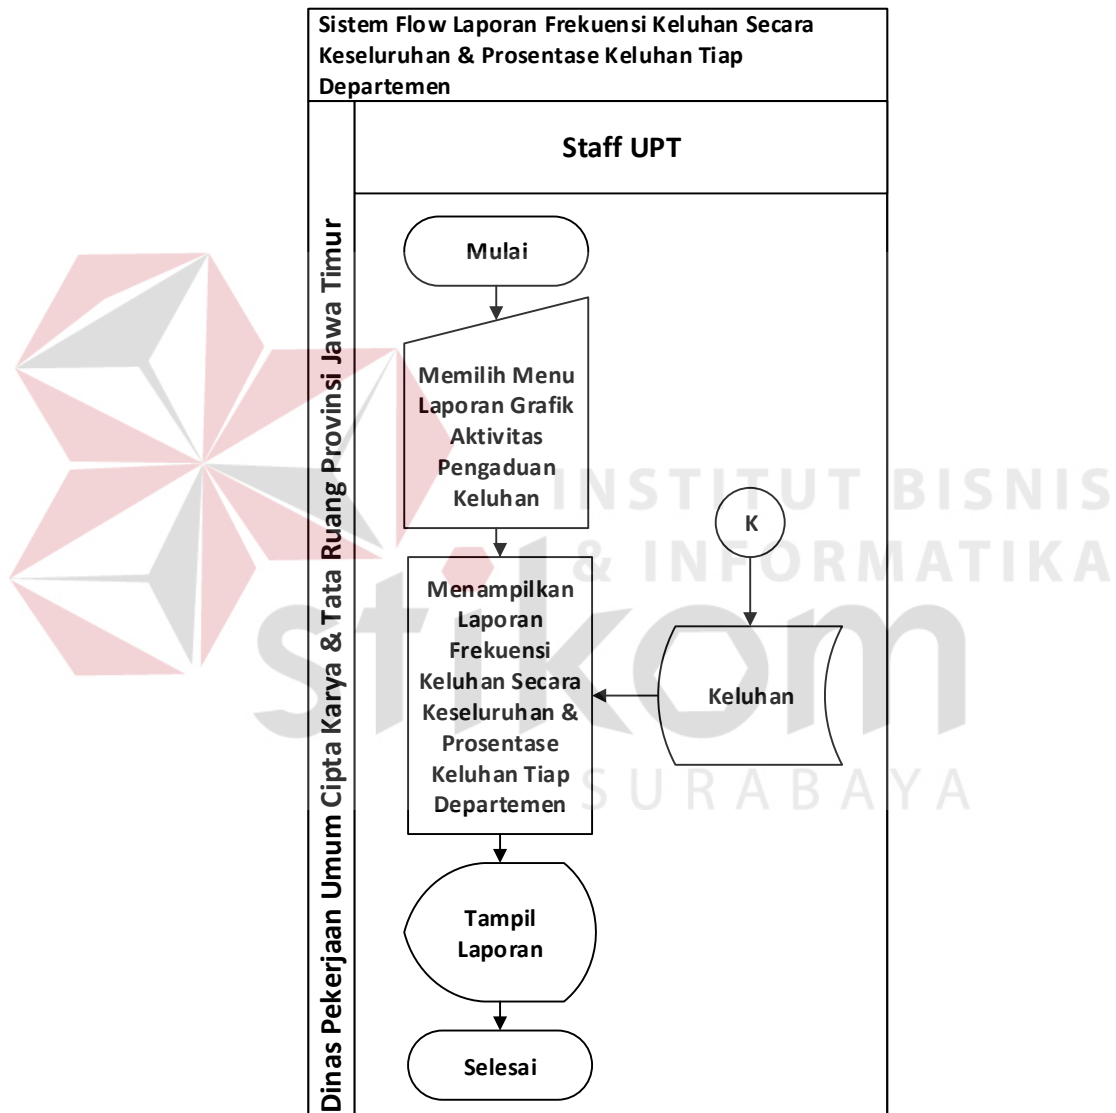 Sistem Flow Laporan Frekuensi Keluhan Secara
Keseluruhan & Prosentase Keluhan Tiap
Departemen
Staff UPT
Dinas Pekerjaan Umum Cipta Karya & Tata Ruang Provinsi Jawa Timur
Mulai
Memilih Menu
Laporan Grafik
Aktivitas
Pengaduan
Keluhan
K
Menampilkan
Laporan
Frekuensi
Keluhan Secara
Keseluruhan &
Prosentase
Keluhan Tiap
Departemen
Keluhan
Tampil
Laporan
Selesai
INSTITUT BISNIS
& INFORMATIKA
stikom
SURABAYA